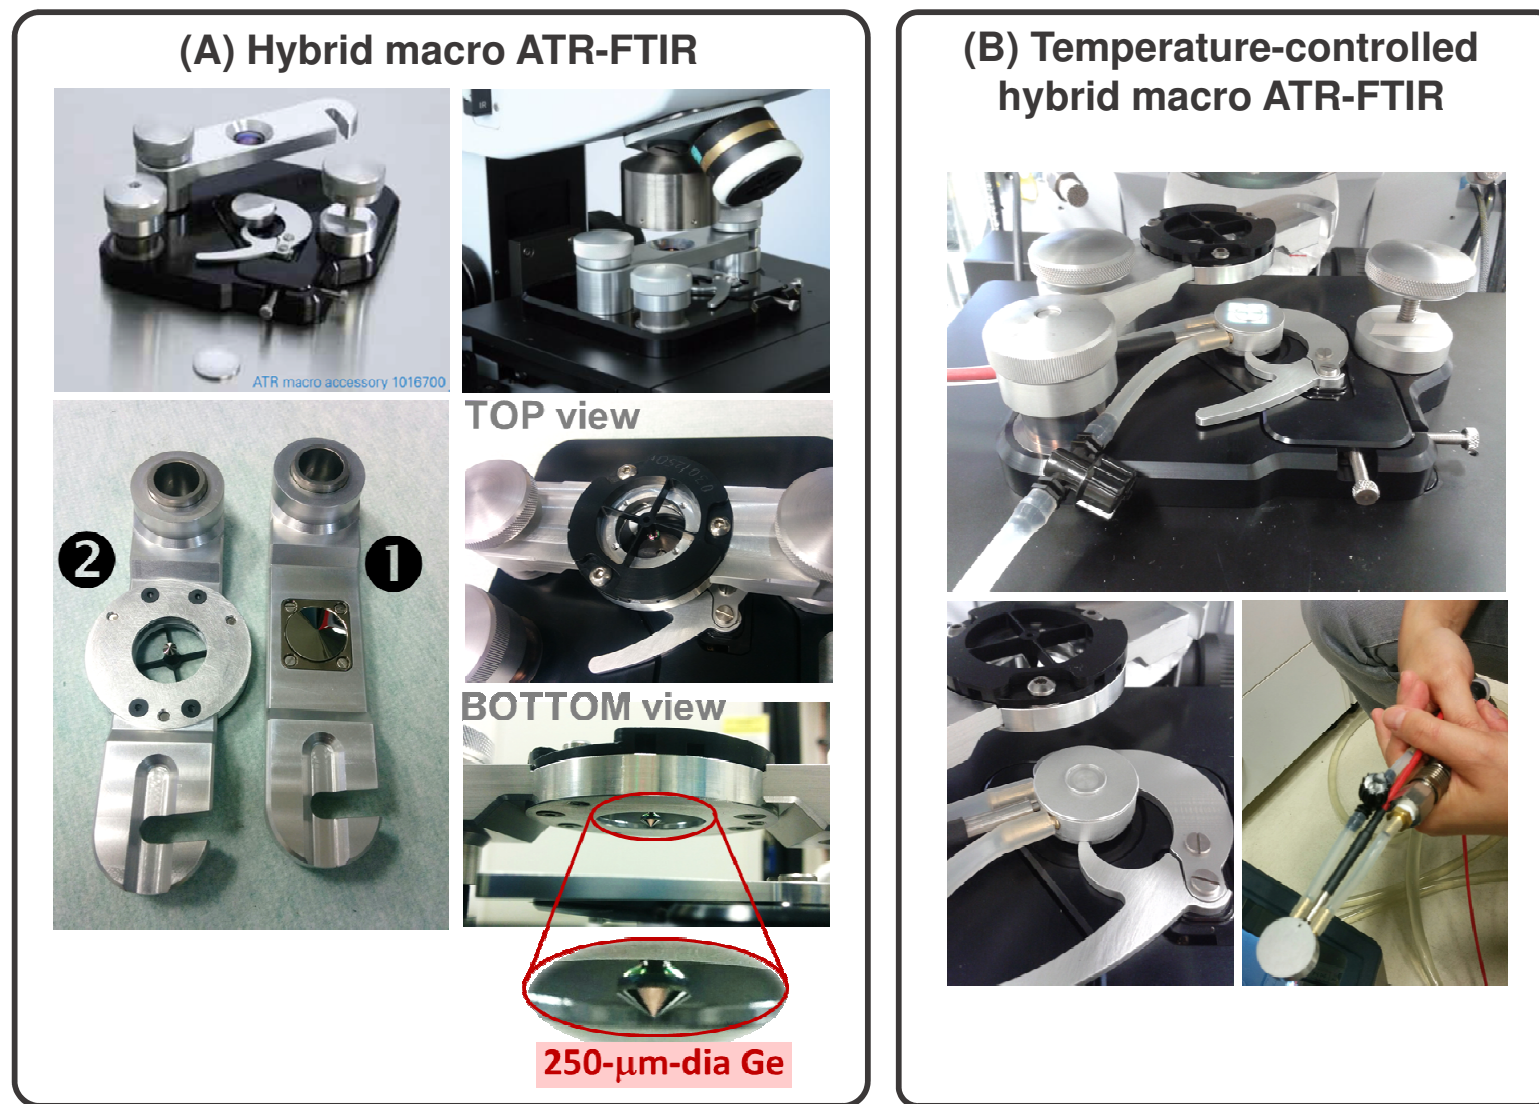 (A) Hybrid macro ATR-FTIR
ATR macro accessory 1016700
TOP view
2
1
BOTTOM view
250-μm-dia Ge
(B) Temperature-controlled
hybrid macro ATR-FTIR